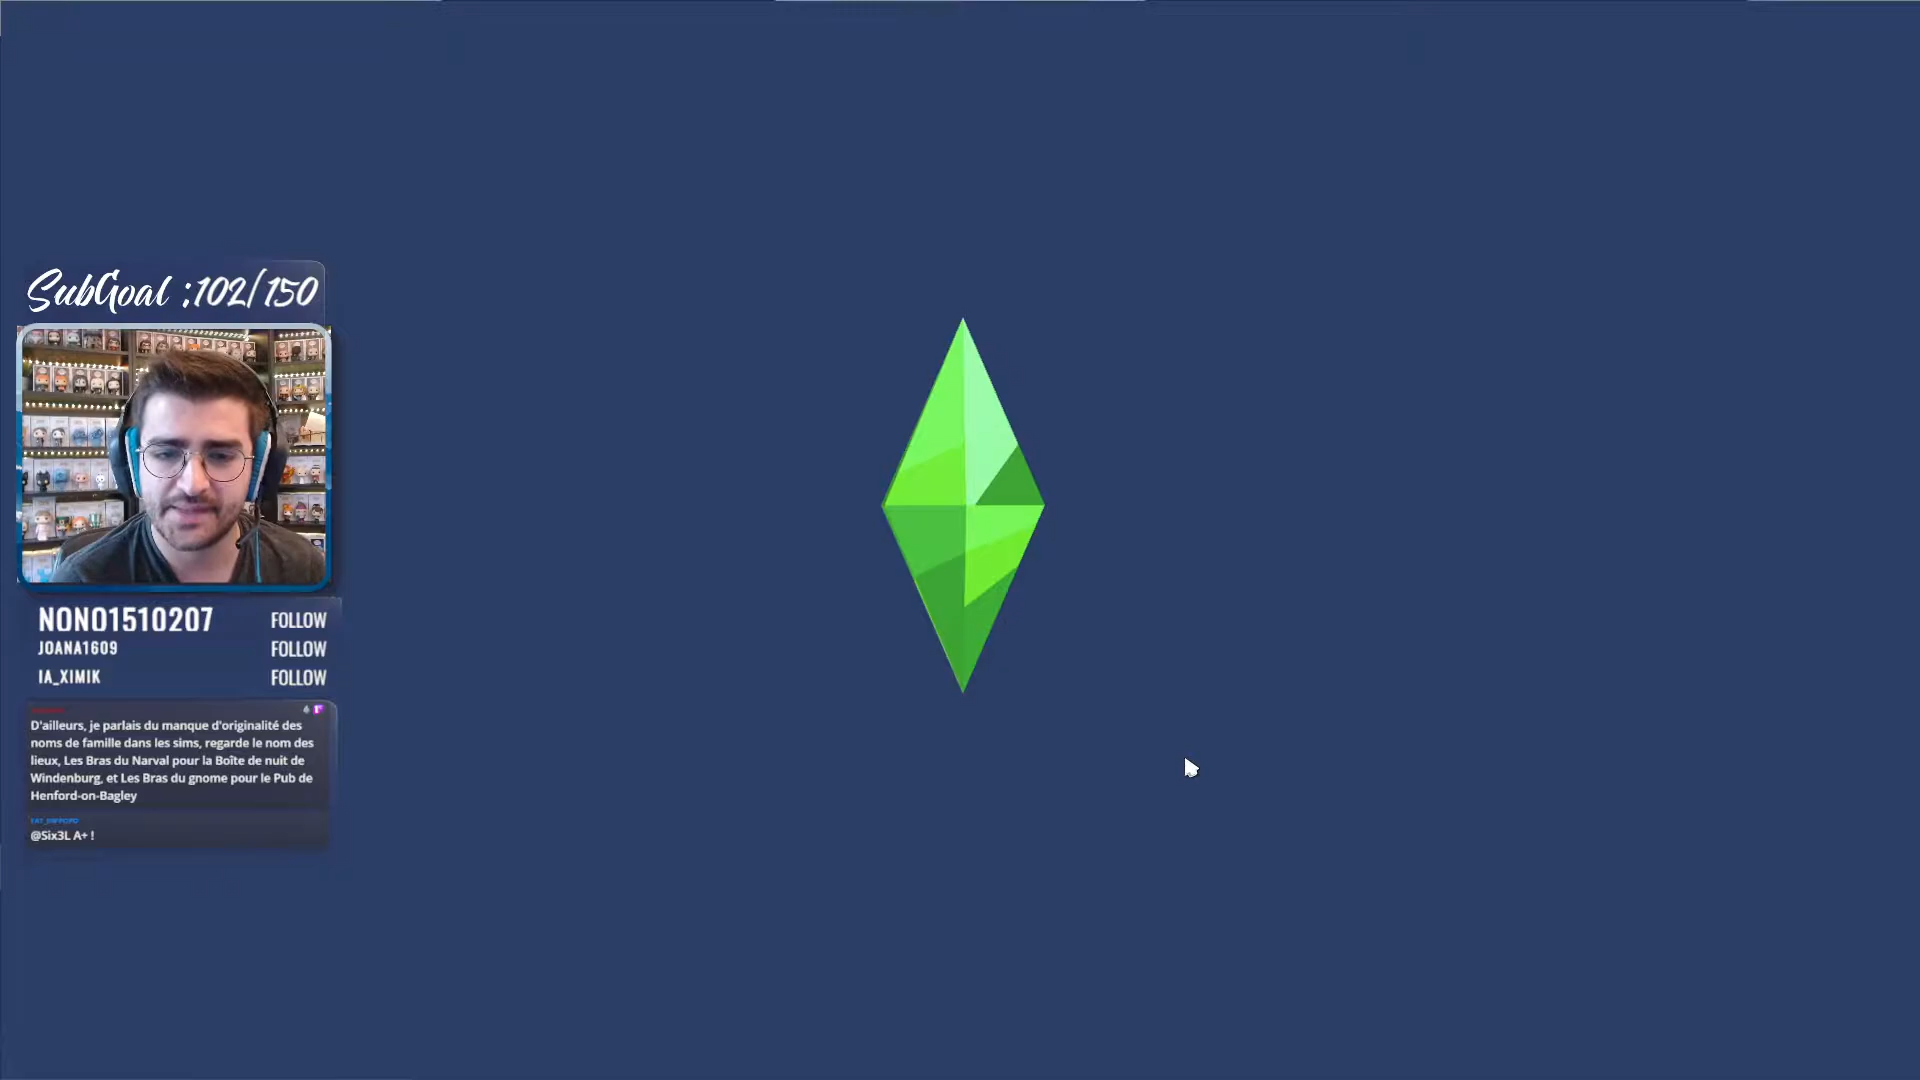 SubGoal :102/150
NONO1510207 FOLLOW
JOANA1609 FOLLOW
IA_XIMIK FOLLOW
D'ailleurs, je parlais du manque d'originalité des
noms de famille dans les sims, regarde le nom des
lieux, Les Bras du Narval pour la Boîte de nuit de
Windenburg, et Les Bras du gnome pour le Pub de
Henford-on-Bagley
@Six3L A+ !